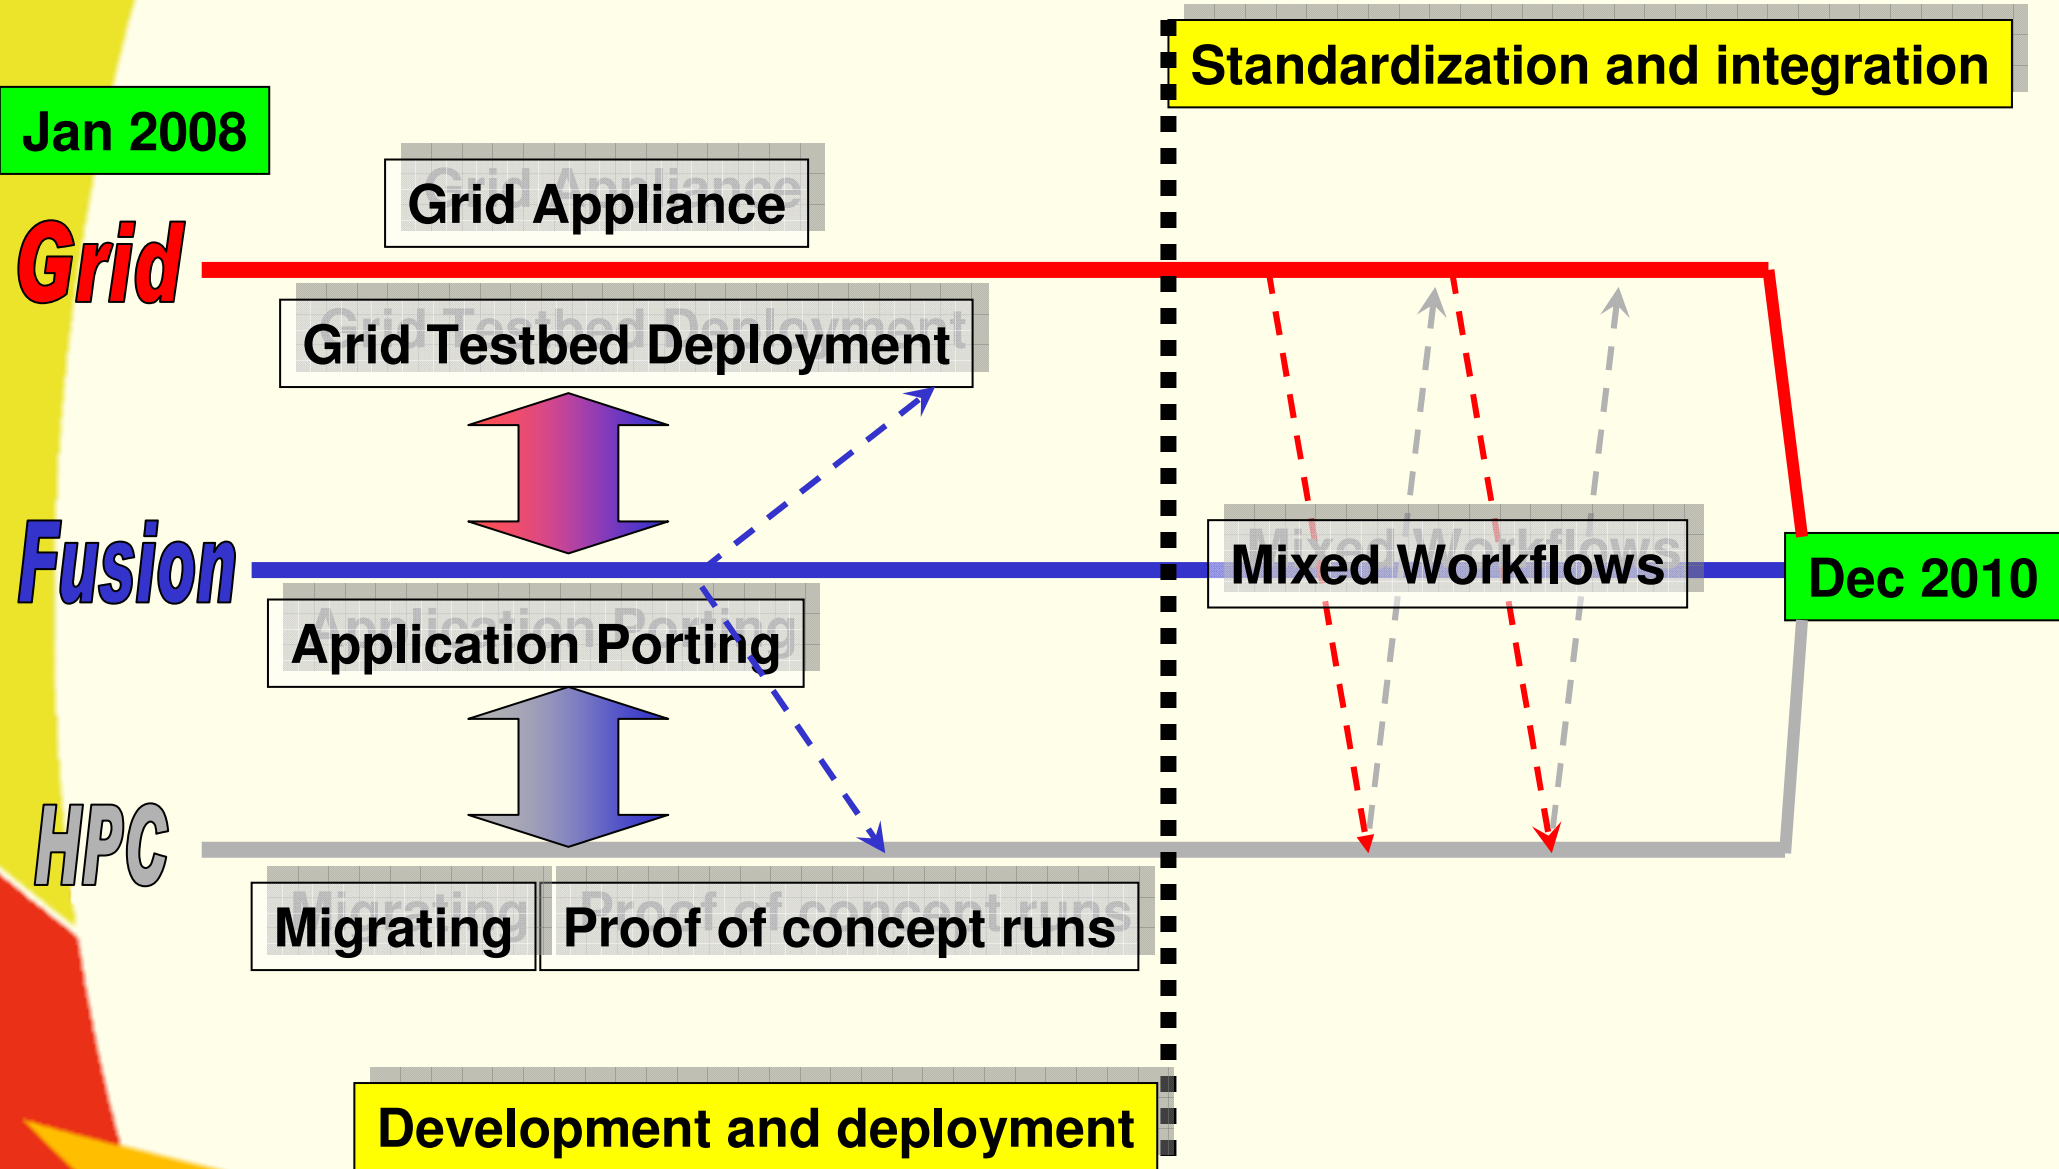 Standardization and integration
Jan 2008
Grid Appliance
Grid
Grid Testbed Deployment
Fusion
Mixed Workflows
Dec 2010
Application Porting
HPC
Migrating
Proof of concept runs
Development and deployment